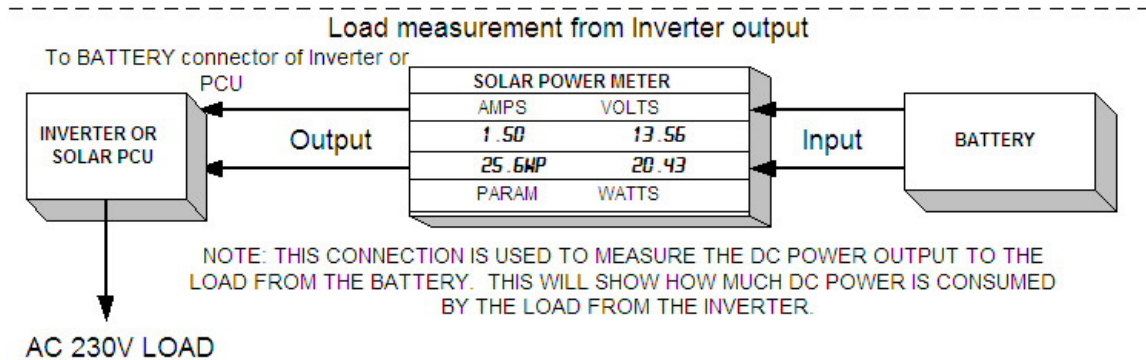 Load measurement from Inverter output
To BATTERY connector of Inverter or
PCU
SOLAR POWER METER
AMPS VOLTS
1.50 13.56
25.6WP 20.43
PARAM WATTS
INVERTER OR
SOLAR PCU
Output
Input
BATTERY
NOTE: THIS CONNECTION IS USED TO MEASURE THE DC POWER OUTPUT TO THE
LOAD FROM THE BATTERY. THIS WILL SHOW HOW MUCH DC POWER IS CONSUMED
BY THE LOAD FROM THE INVERTER.
AC 230V LOAD